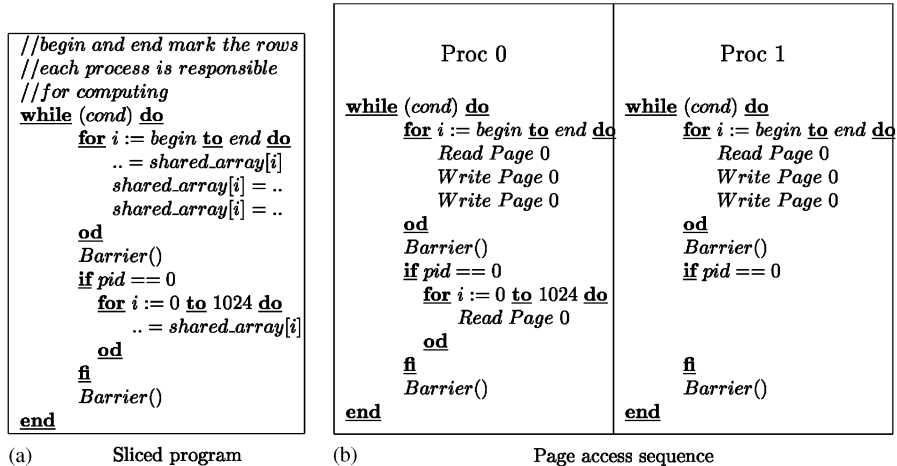 //begin and end mark the rows
//each process is responsible
//for computing
while (cond) do
for i := begin to end do
.. = shared_array[i]
shared_array[i] = ..
shared_array[i] = ..
od
Barrier()
if pid == 0
for i := 0 to 1024 do
.. = shared_array[i]
od
fi
Barrier()
end
(a) Sliced program
Proc 0
while (cond) do
for i := begin to end do
Read Page 0
Write Page 0
Write Page 0
od
Barrier()
if pid == 0
for i := 0 to 1024 do
Read Page 0
od
fi
Barrier()
end
Proc 1
while (cond) do
for i := begin to end do
Read Page 0
Write Page 0
Write Page 0
od
Barrier()
if pid == 0
fi
Barrier()
end
(b) Page access sequence